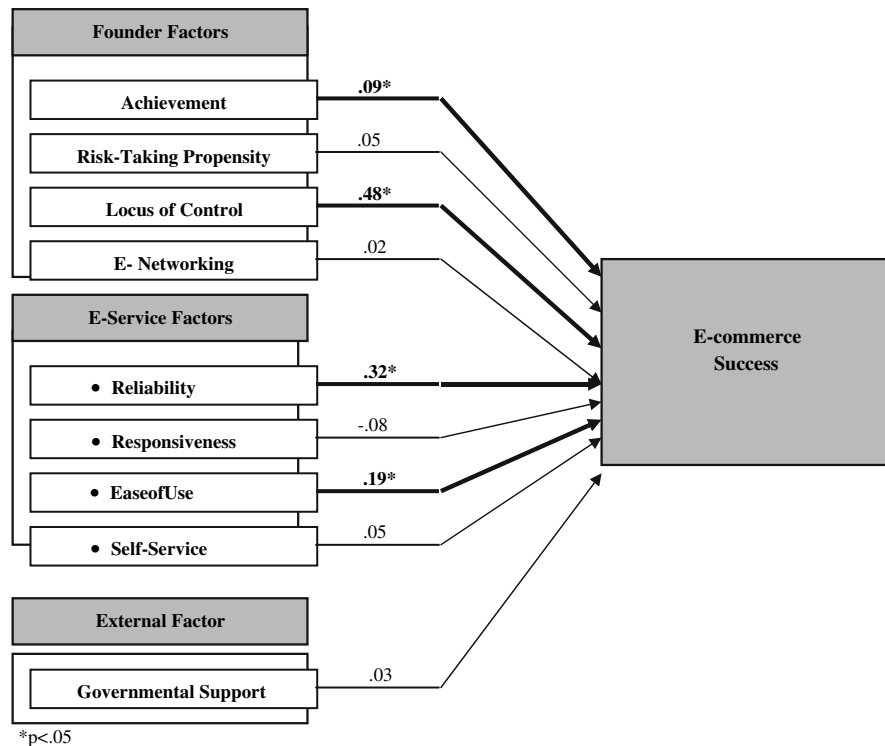 Founder Factors
Achievement
.09*
Risk-Taking Propensity
.05
Locus of Control
.48*
E- Networking
.02
E-Service Factors
• Reliability
.32*
• Responsiveness
-.08
• EaseofUse
.19*
• Self-Service
.05
External Factor
Governmental Support
.03
E-commerce
Success
*p<.05